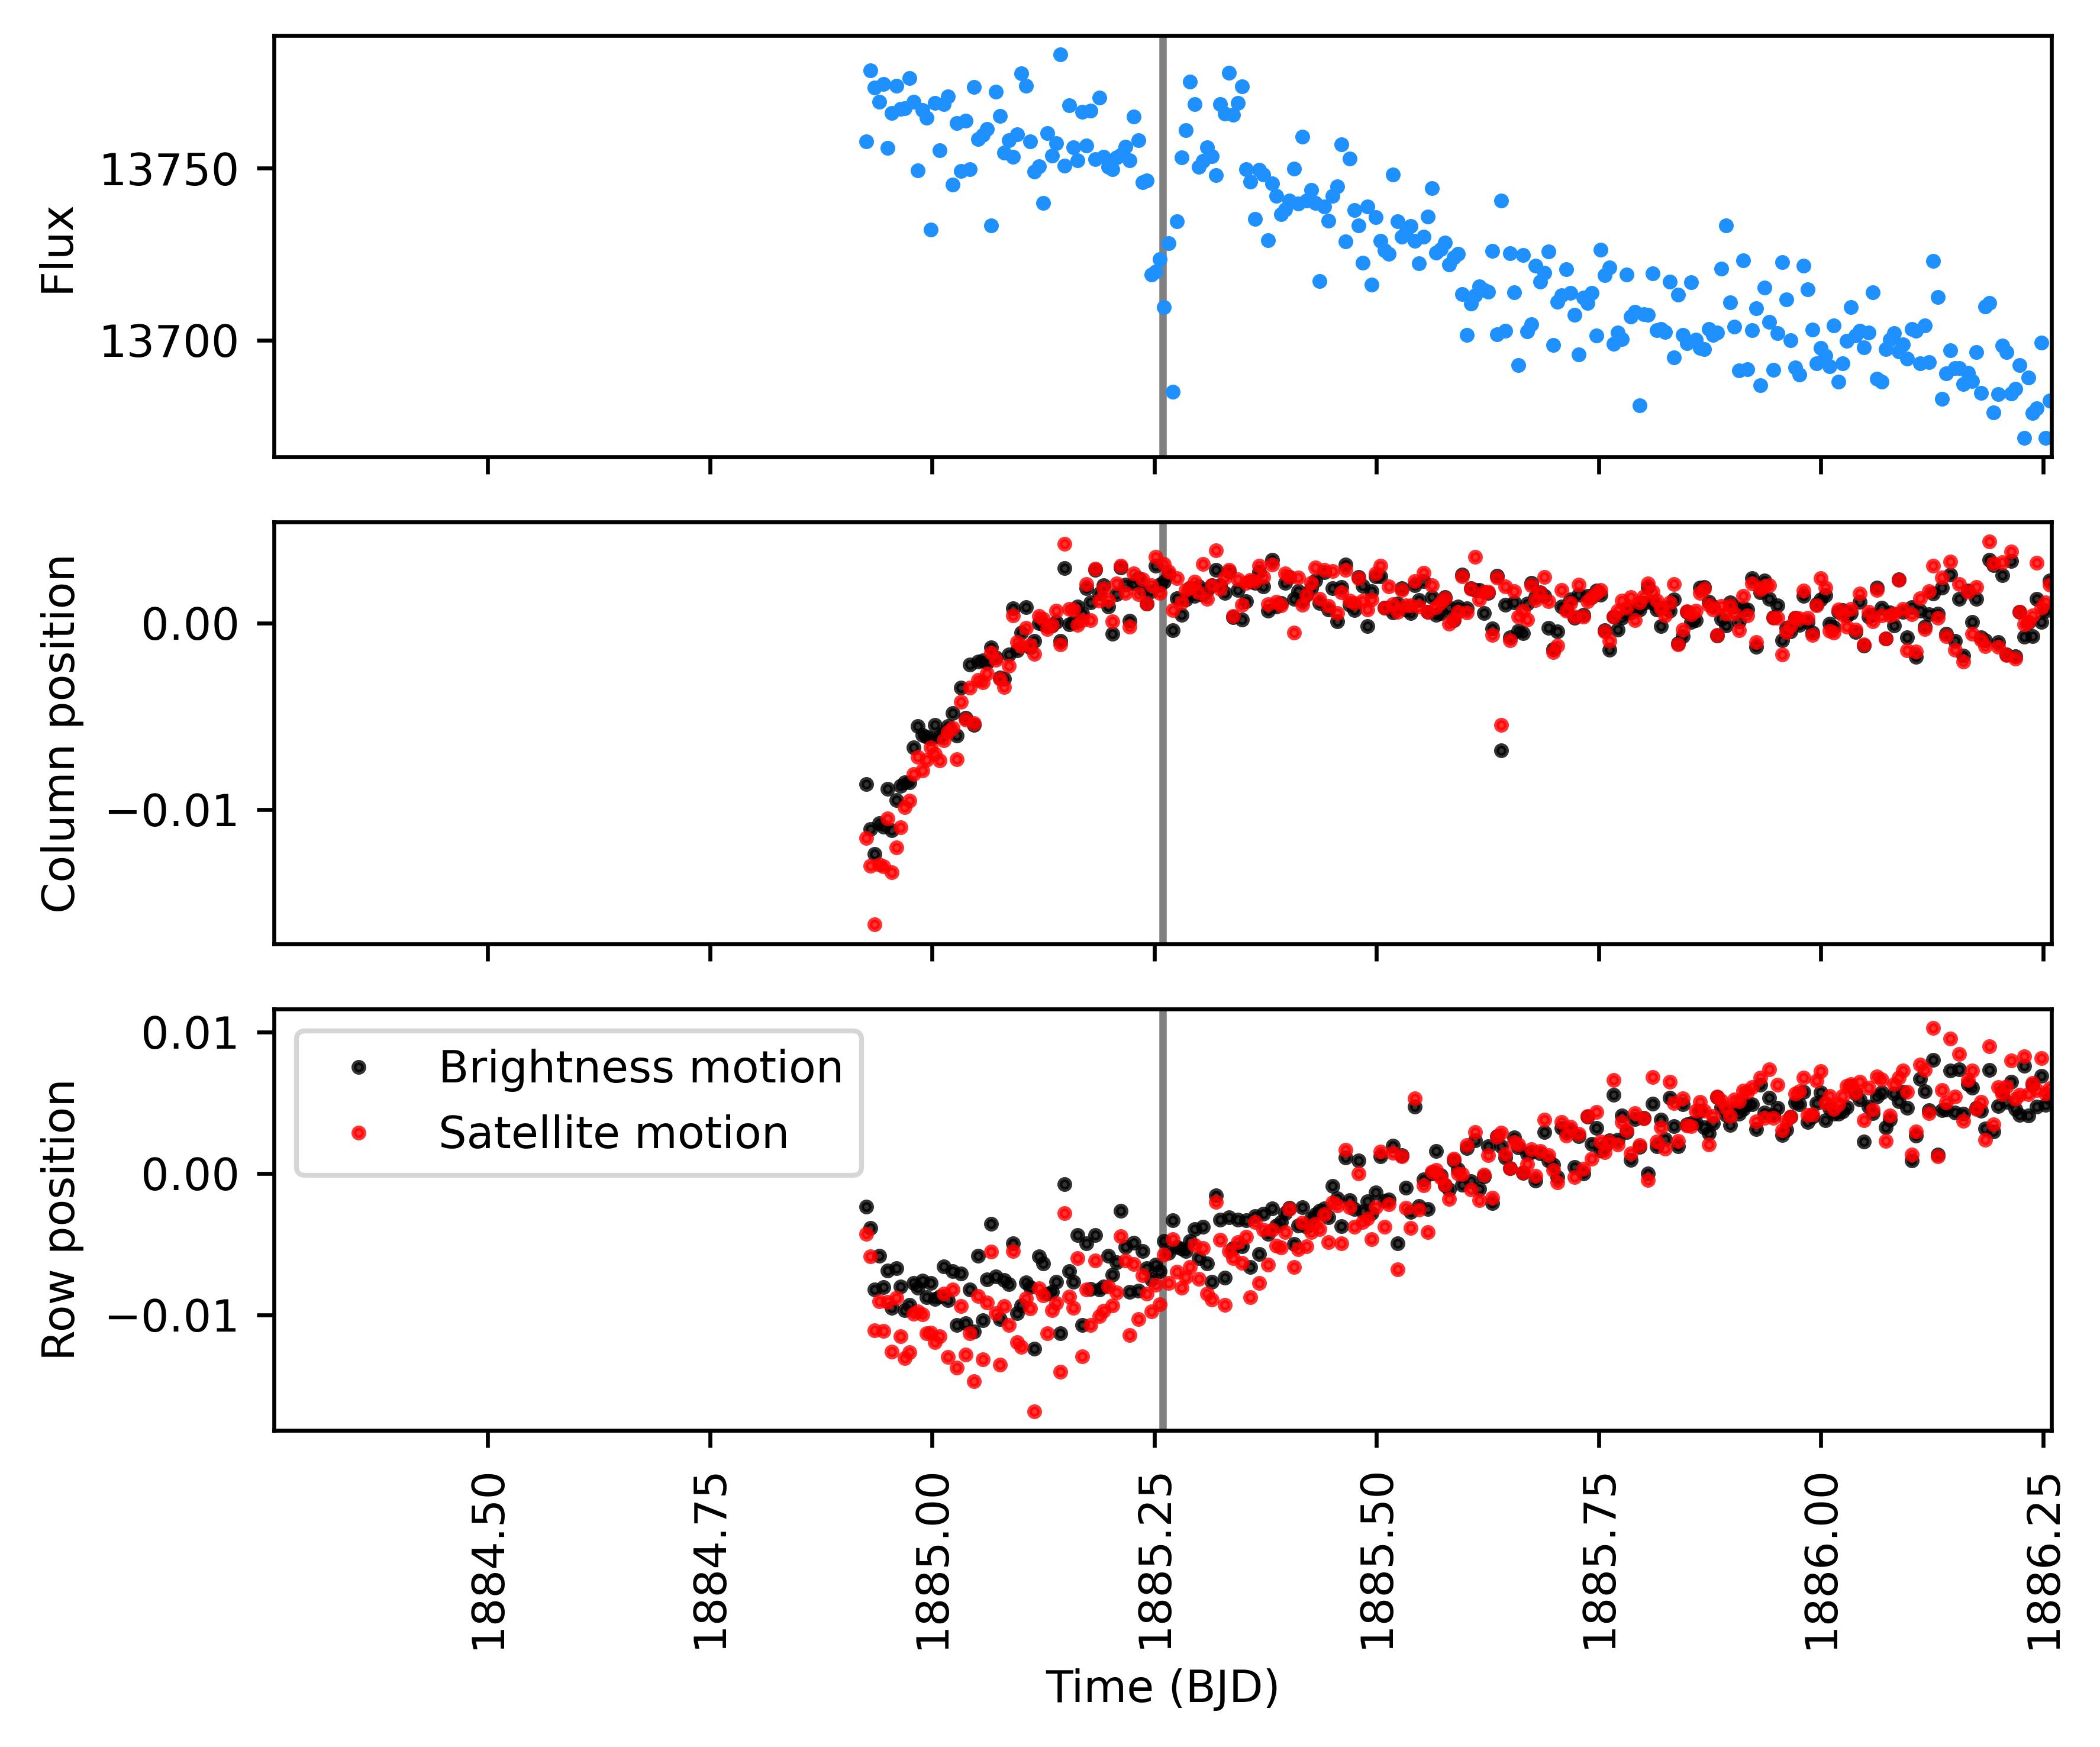 Flux
13750
13700
Column position
0.00
−0.01
Row position
0.01
0.00
−0.01
Brightness motion
Satellite motion
1884.50
1884.75
1885.00
1885.25
1885.50
1885.75
1886.00
1886.25
Time (BJD)